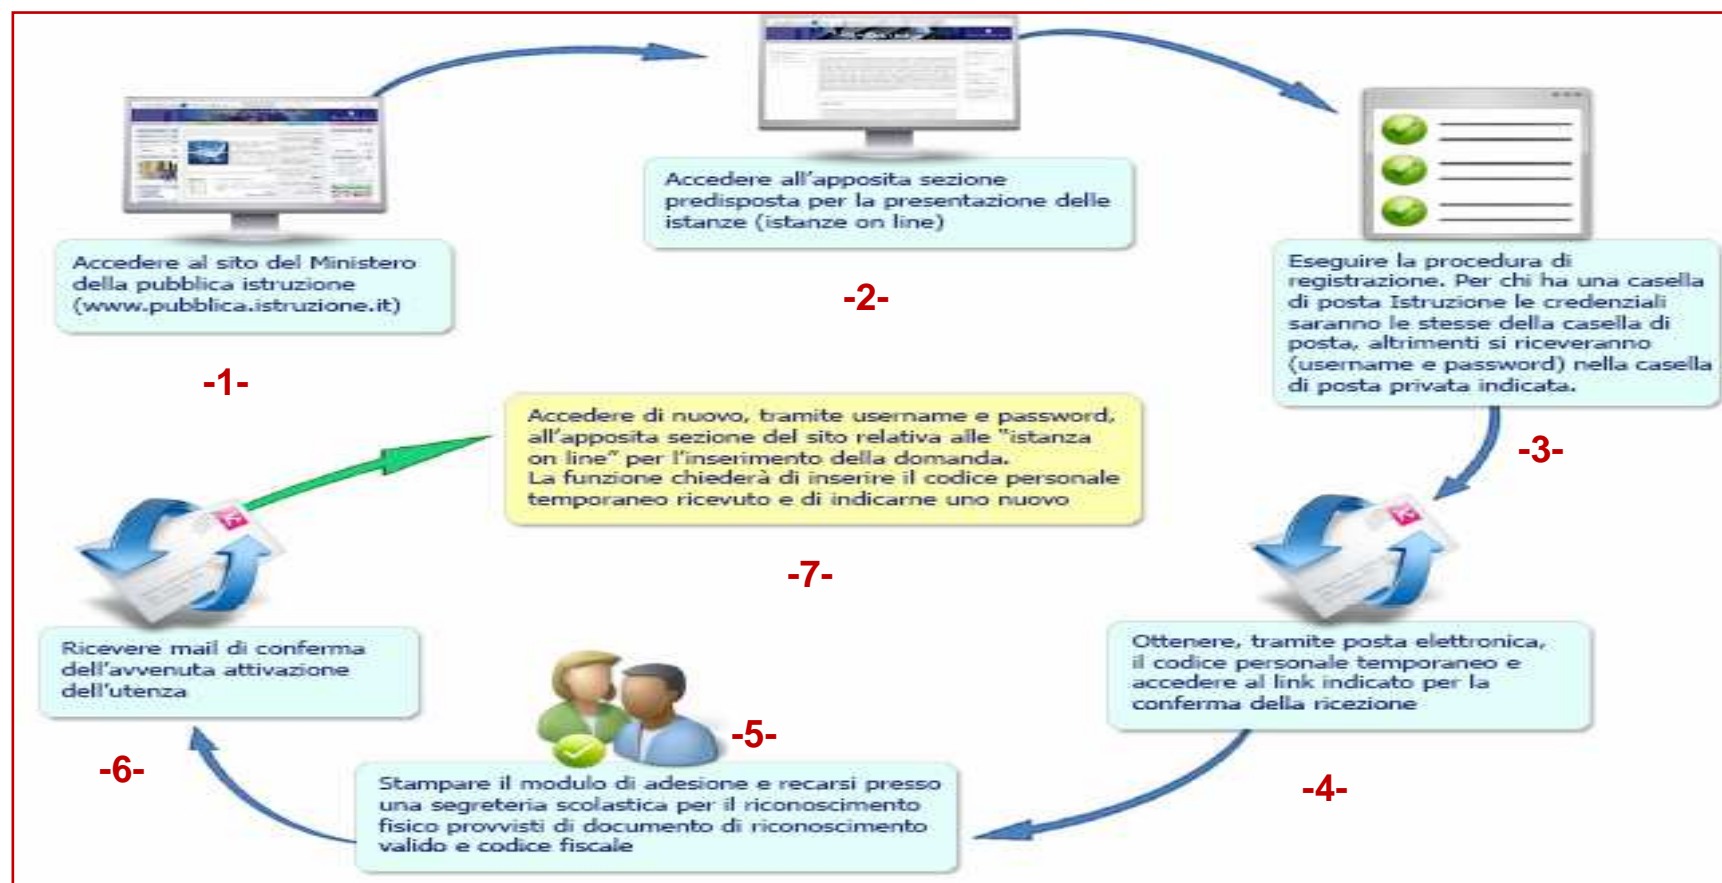 Accedere al sito del Ministero
della pubblica istruzione
(www.pubblica.istruzione.it)
-1-
Accedere all'apposita sezione
predisposta per la presentazione delle
istanze (istanze on line)
-2-
Eseguire la procedura di
registrazione. Per chi ha una casella
di posta Istruzione le credenziali
saranno le stesse della casella di
posta, altrimenti si riceveranno
(username e password) nella casella
di posta privata indicata.
-3-
Ottenere, tramite posta elettronica,
il codice personale temporaneo e
accedere al link indicato per la
conferma della ricezione
-4-
-5-
Stampare il modulo di adesione e recarsi presso
una segreteria scolastica per il riconoscimento
fisico provvisti di documento di riconoscimento
valido e codice fiscale
Ricevere mail di conferma
dell'avvenuta attivazione
dell'utenza
-6-
Accedere di nuovo, tramite username e password,
all'apposita sezione del sito relativa alle "istanza
on line" per l'inserimento della domanda.
La funzione chiederà di inserire il codice personale
temporaneo ricevuto e di indicarne uno nuovo
-7-